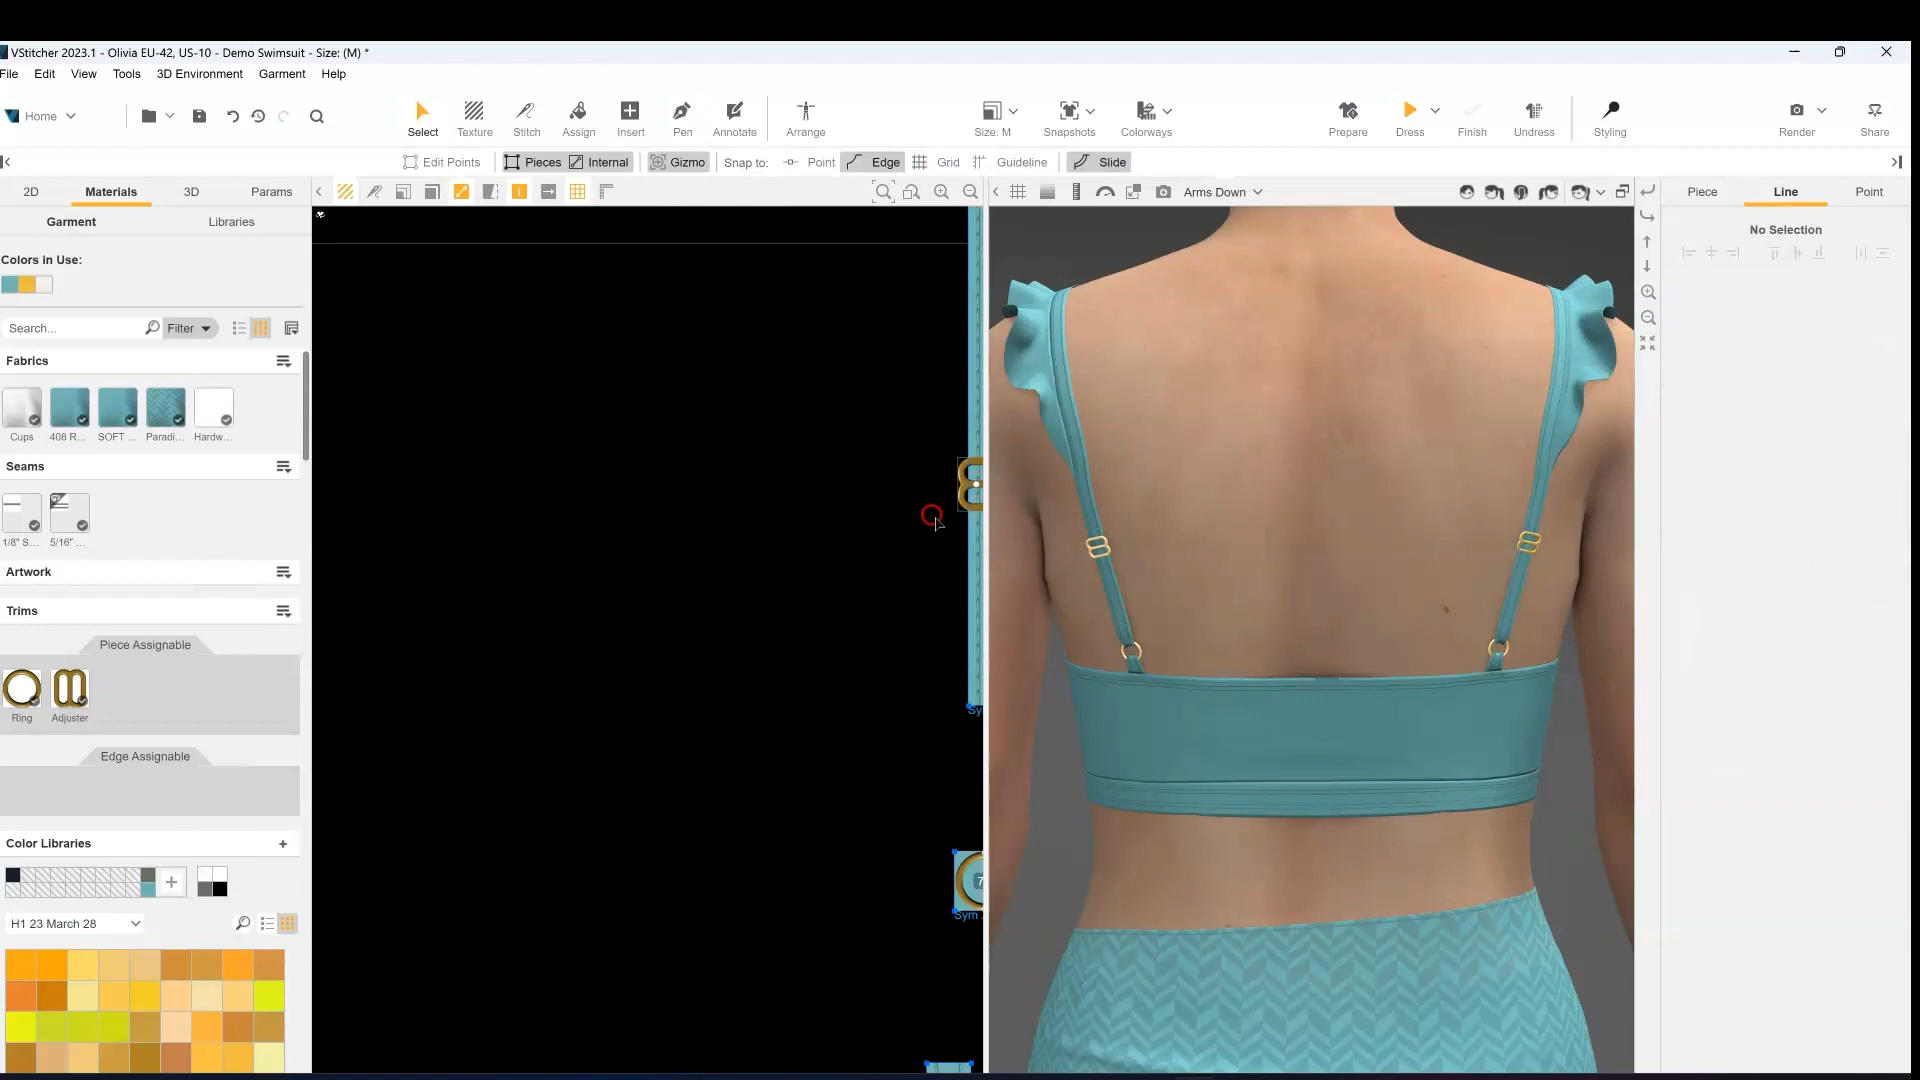 VStitcher 2023.1 - Olivia EU-42, US-10 - Demo Swimsuit - Size: (M) *
File Edit View Tools 3D Environment Garment Help
Home
Select Texture Stitch Assign Insert Pen Annotate Arrange Size: M Snapshots Colorways Prepare Dress Finish Undress Styling Render Share
Edit Points Pieces Internal Gizmo Snap to: Point Edge Grid Guideline Slide
2D Materials 3D Params
Arms Down
Piece Line Point
Garment Libraries
No Selection
Colors in Use:
Search... Filter
Fabrics
Cups 408 R... SOFT ... Paradi... Hardw...
Seams
1/8" S... 5/16" ...
Artwork
Trims
Piece Assignable
Ring Adjuster
Sy
Edge Assignable
Color Libraries
7
Sym
H1 23 March 28